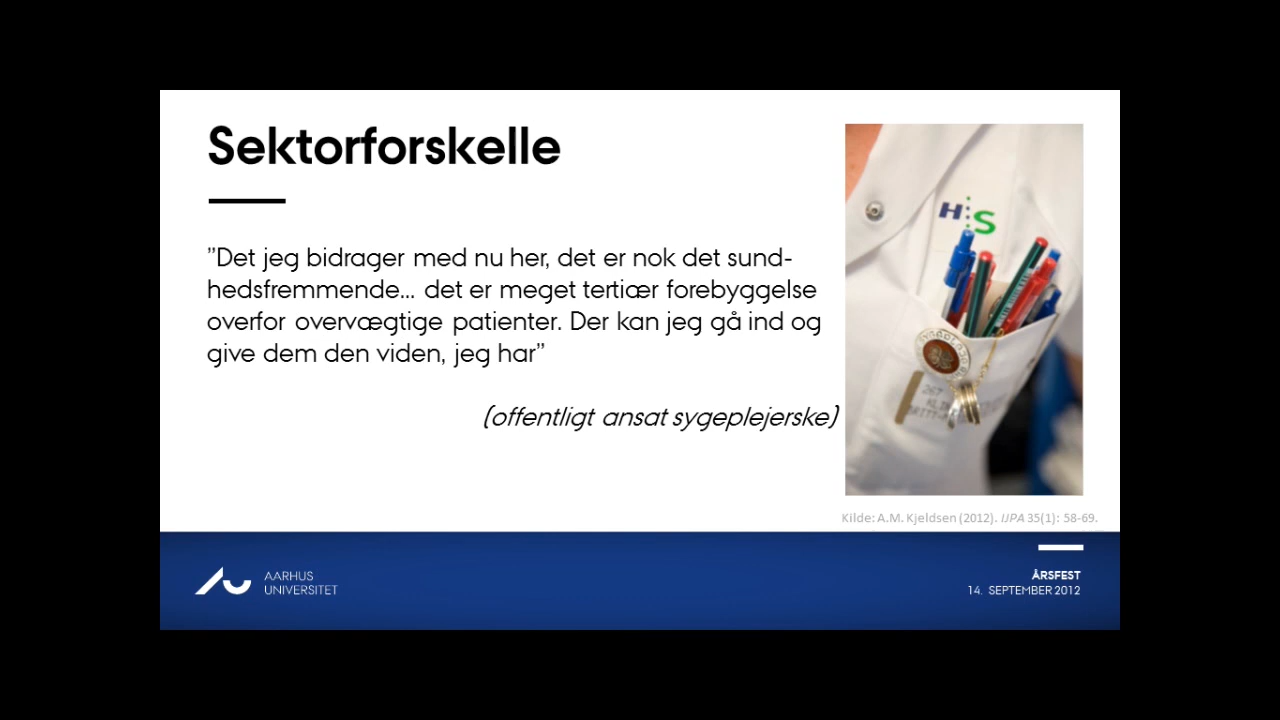 Sektorforskelle
”Det jeg bidrager med nu her, det er nok det sund-
hedsfremmende... det er meget tertiær forebyggelse
overfor overvægtige patienter. Der kan jeg gå ind og
give dem den viden, jeg har”
(offentligt ansat sygeplejerske)
H:S
267
Kilde: A.M. Kjeldsen (2012). IJPA 35(1): 58-69.
AARHUS
UNIVERSITET
ÅRSFEST
14. SEPTEMBER 2012